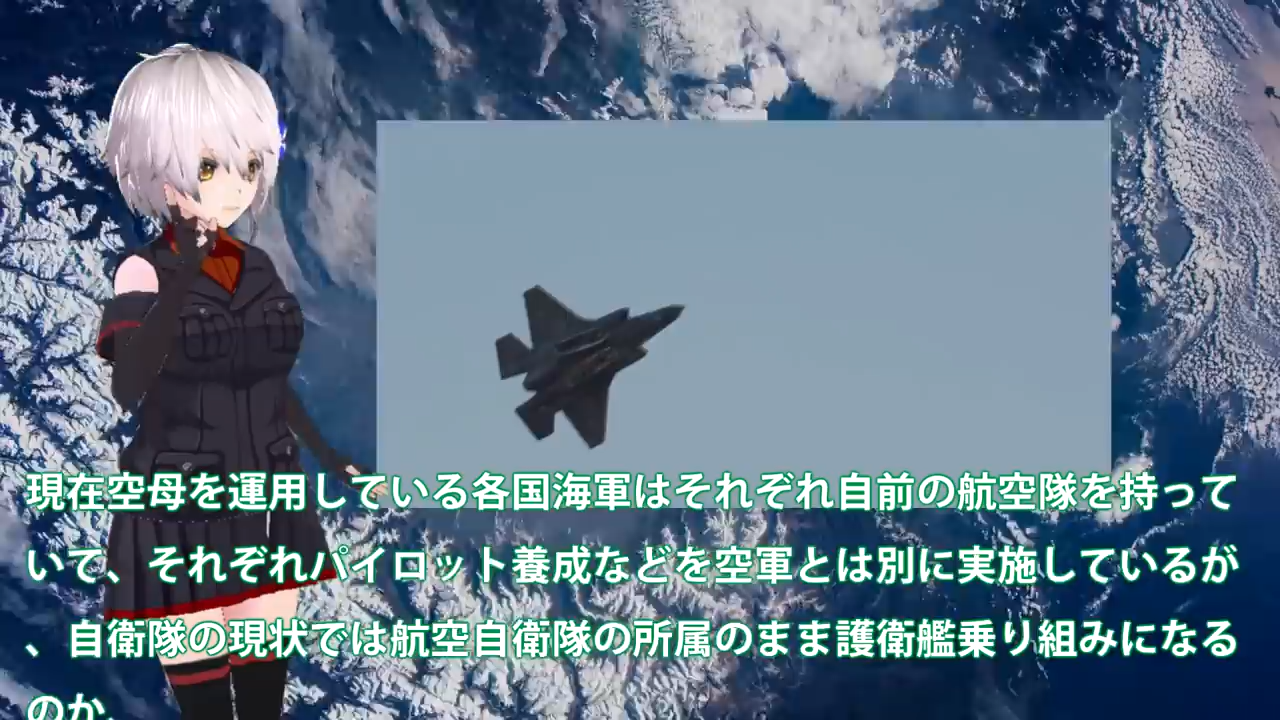 現在空母を運用している各国海軍はそれぞれ自前の航空隊を持って
いて、それぞれパイロット養成などを空軍とは別に実施しているが
、自衛隊の現状では航空自衛隊の所属のまま護衛艦乗り組みになる
のか、